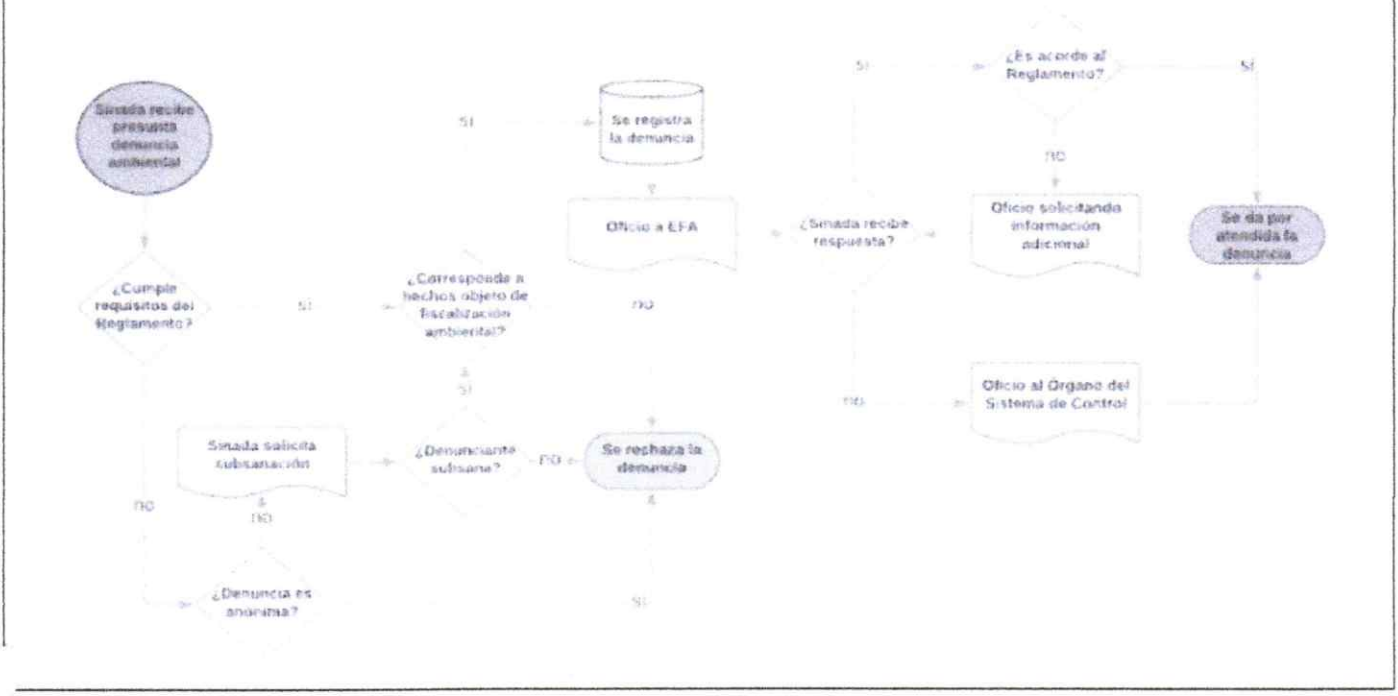 Sinada recibe
presunta
denuncia
ambiental
¿Cumple
requisitos del
Reglamento?
SI
no
¿Denuncia es
anónima?
no
SI
Sinada solicita
subsanación
¿Denunciante
subsana?
SI
no
¿Corresponde a
hechos objeto de
fiscalización
ambiental?
SI
no
Se rechaza la
denuncia
Se registra
la denuncia
Oficio a EFA
¿Sinada recibe
respuesta?
SI
no
¿Es acorde al
Reglamento?
SI
no
Oficio solicitando
información
adicional
Oficio al Órgano del
Sistema de Control
Se da por
atendida la
denuncia